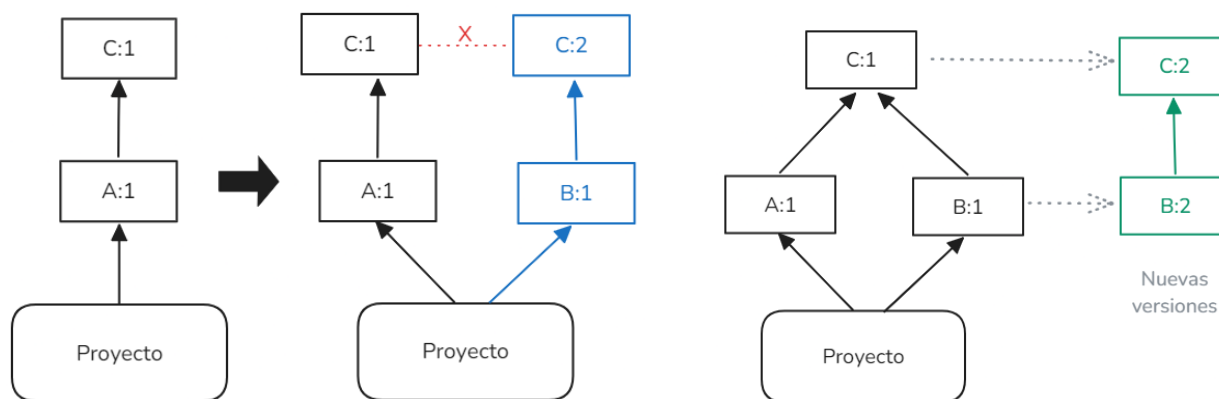 C:1
A:1
Proyecto
C:1
X
C:2
A:1
B:1
Proyecto
C:1
C:2
A:1
B:1
B:2
Nuevas
versiones
Proyecto